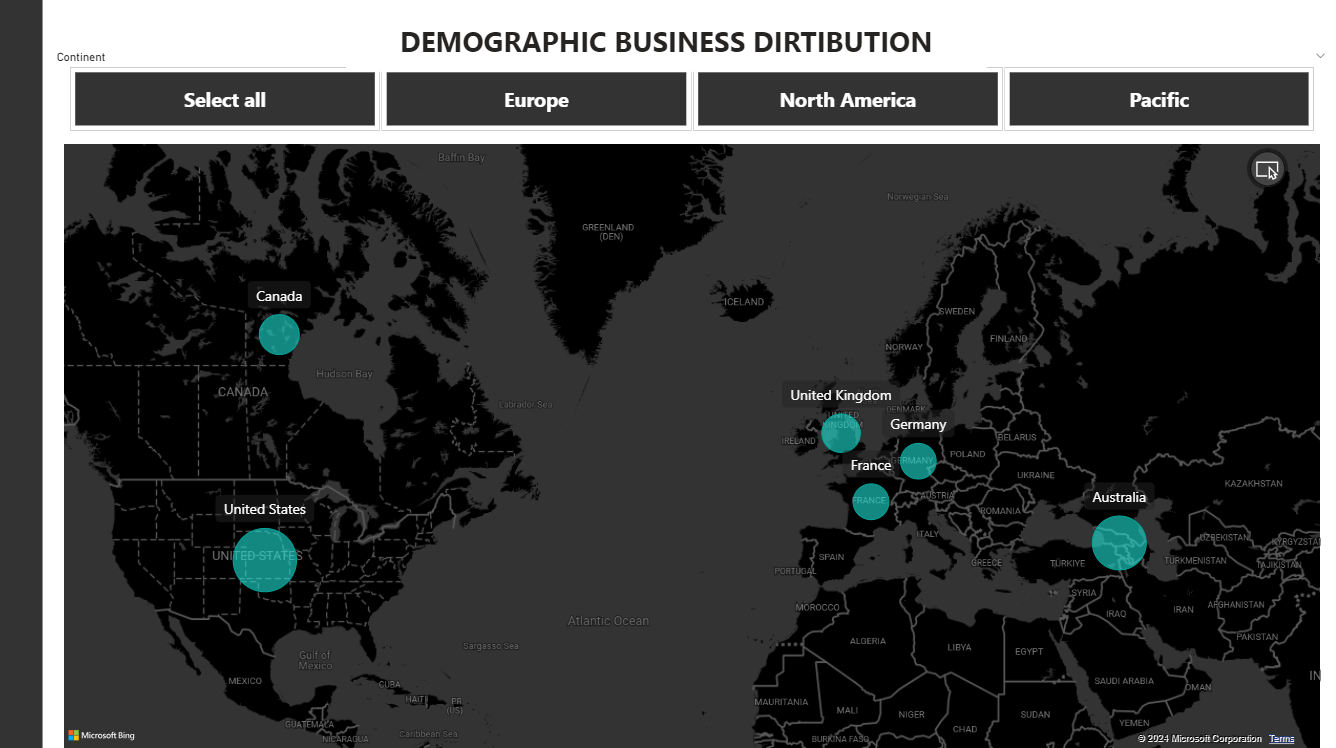 DEMOGRAPHIC BUSINESS DIRTIBUTION
Continent
Select all
Europe
North America
Pacific
Baffin Bay
Norwegian Sea
GREENLAND
(DEN)
Canada
ICELAND
SWEDEN
FINLAND
NORWAY
Hudson Bay
CANADA
Labrador Sea
United Kingdom
DENMARK
UNITED
KINGDOM
Germany
IRELAND
BELARUS
POLAND
GERMANY
France
UKRAINE
KAZAKHSTAN
AUSTRIA
Australia
FRANCE
ROMANIA
United States
ITALY
UZBEKISTAN
KYRGYZSTA
UNITED STATES
SPAIN
GREECE
TÜRKIYE
TURKMENISTAN
TAJIKISTAN
PORTUGAL
SYRIA
MOROCCO
IRAQ
IRAN
AFGHANISTAN
Atlantic Ocean
PAKISTAN
ALGERIA
LIBYA
EGYPT
Sargasso Sea
Gulf of
Mexico
MEXICO
CUBA
SAUDI ARABIA
OMAN
IN
HAITI
PR
(US)
MAURITANIA
MALI
NIGER
SUDAN
CHAD
YEMEN
GUATEMALA
NICARAGUA
Caribbean Sea
BURKINA FASO
Microsoft Bing
© 2024 Microsoft Corporation Terms